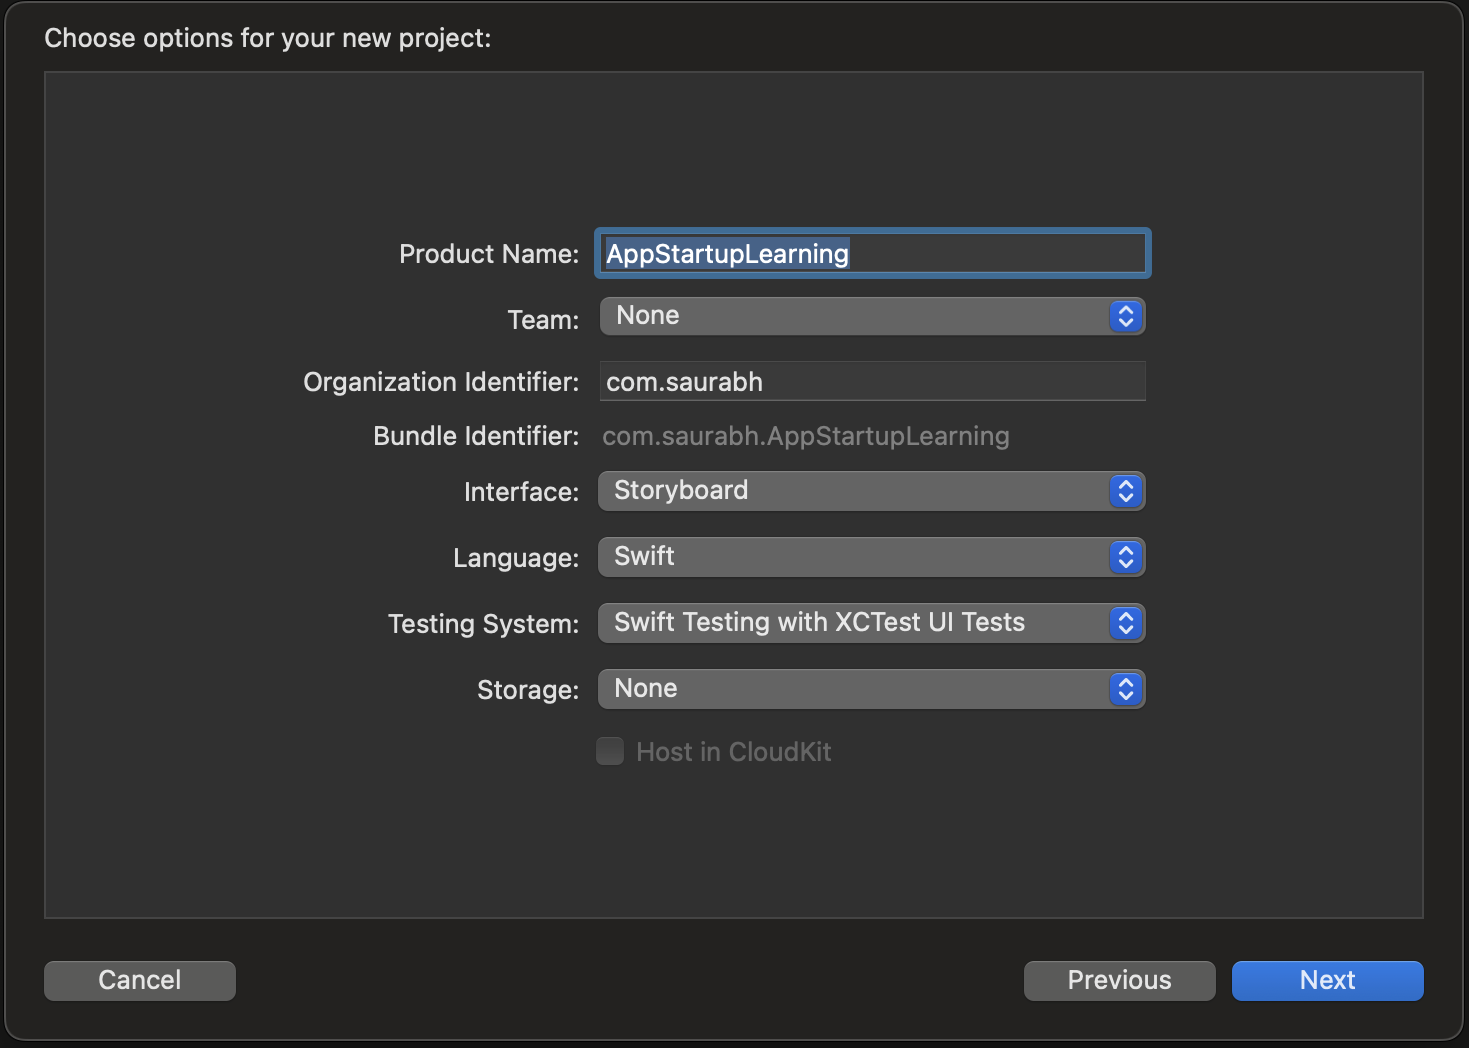 Choose options for your new project:
Product Name: AppStartupLearning
Team: None
Organization Identifier: com.saurabh
Bundle Identifier: com.saurabh.AppStartupLearning
Interface: Storyboard
Language: Swift
Testing System: Swift Testing with XCTest UI Tests
Storage: None
Host in CloudKit
Cancel Previous Next